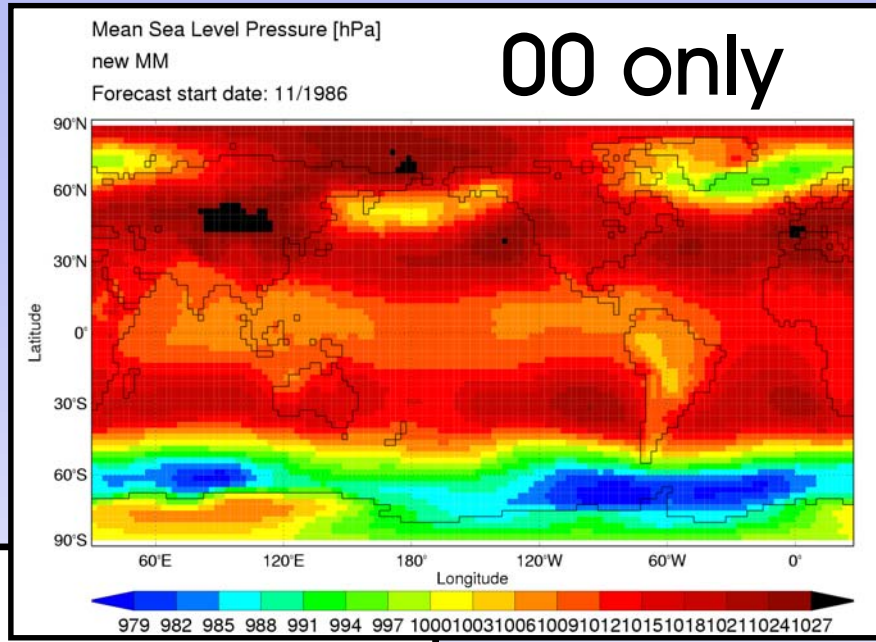 Mean Sea Level Pressure [hPa]
new MM
00 only
Forecast start date: 11/1986
90°N
60°N
30°N
0°
30°S
60°S
90°S
Latitude
60°E 120°E 180° 120°W 60°W 0°
Longitude
979 982 985 988 991 994 997 1000 1003 1006 1009 1012 1015 1018 1021 1024 1027